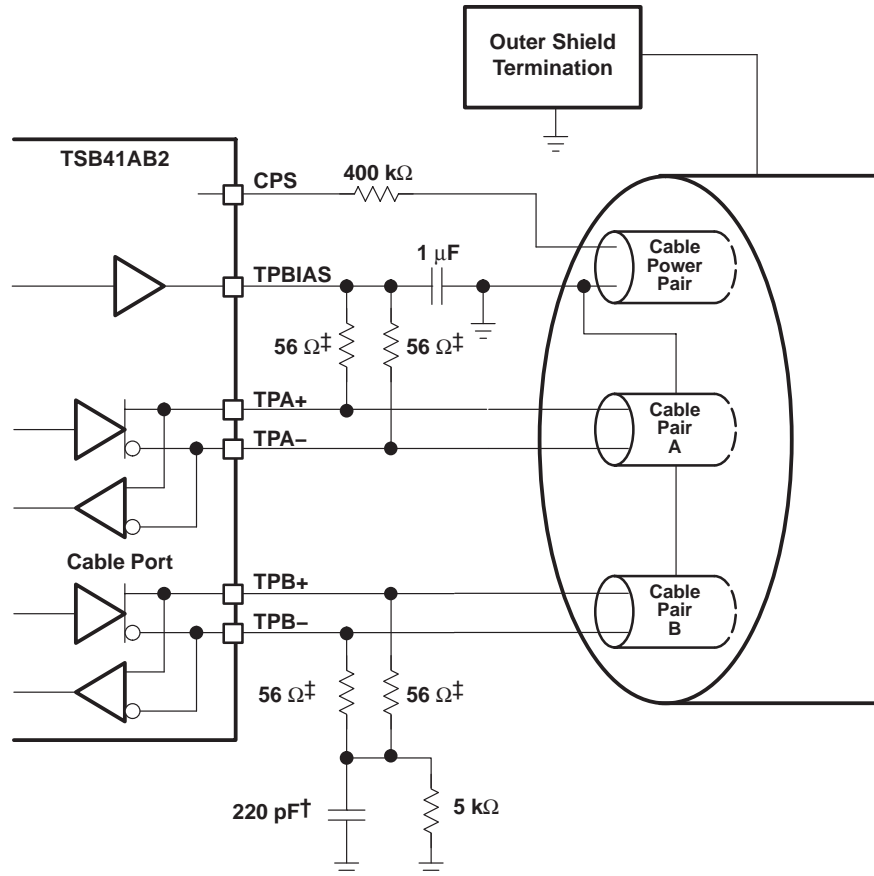 Outer Shield
Termination
TSB41AB2
CPS
400 kΩ
Cable
Power
Pair
TPBIAS
1 μF
56 Ω‡
56 Ω‡
TPA+
Cable
Pair
A
TPA−
Cable Port
TPB+
Cable
Pair
B
TPB−
56 Ω‡
56 Ω‡
220 pF†
5 kΩ